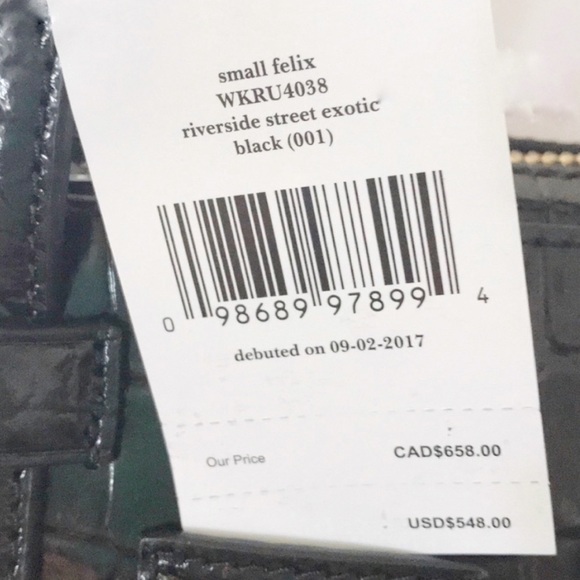 small felix
WKRU4038
riverside street exotic
black (001)
0 98689 97899 4
debuted on 09-02-2017
Our Price CAD$658.00
USD$548.00